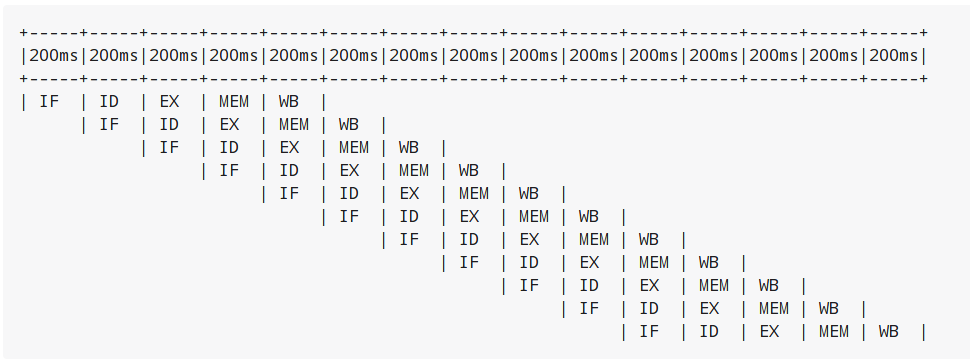 +-----+-----+-----+-----+-----+-----+-----+-----+-----+-----+-----+-----+-----+-----+-----+
|200ms|200ms|200ms|200ms|200ms|200ms|200ms|200ms|200ms|200ms|200ms|200ms|200ms|200ms|200ms|
+-----+-----+-----+-----+-----+-----+-----+-----+-----+-----+-----+-----+-----+-----+-----+
| IF  | ID  | EX  | MEM | WB  |
      | IF  | ID  | EX  | MEM | WB  |
            | IF  | ID  | EX  | MEM | WB  |
                  | IF  | ID  | EX  | MEM | WB  |
                        | IF  | ID  | EX  | MEM | WB  |
                              | IF  | ID  | EX  | MEM | WB  |
                                    | IF  | ID  | EX  | MEM | WB  |
                                          | IF  | ID  | EX  | MEM | WB  |
                                                | IF  | ID  | EX  | MEM | WB  |
                                                      | IF  | ID  | EX  | MEM | WB  |
                                                            | IF  | ID  | EX  | MEM | WB  |